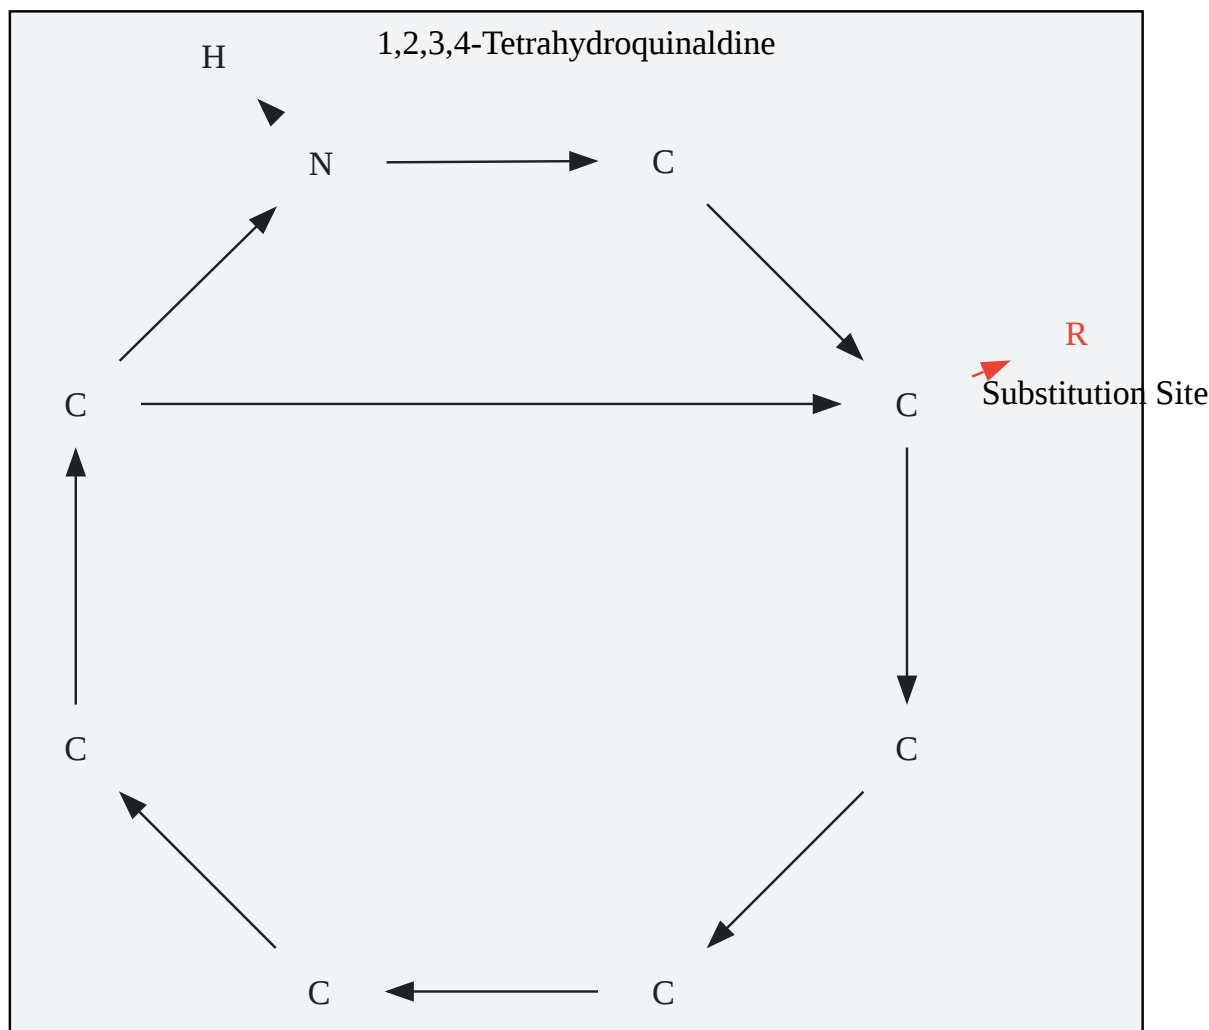 1,2,3,4-Tetrahydroquinaldine
H
N C
R
C C Substitution Site
C C
C C